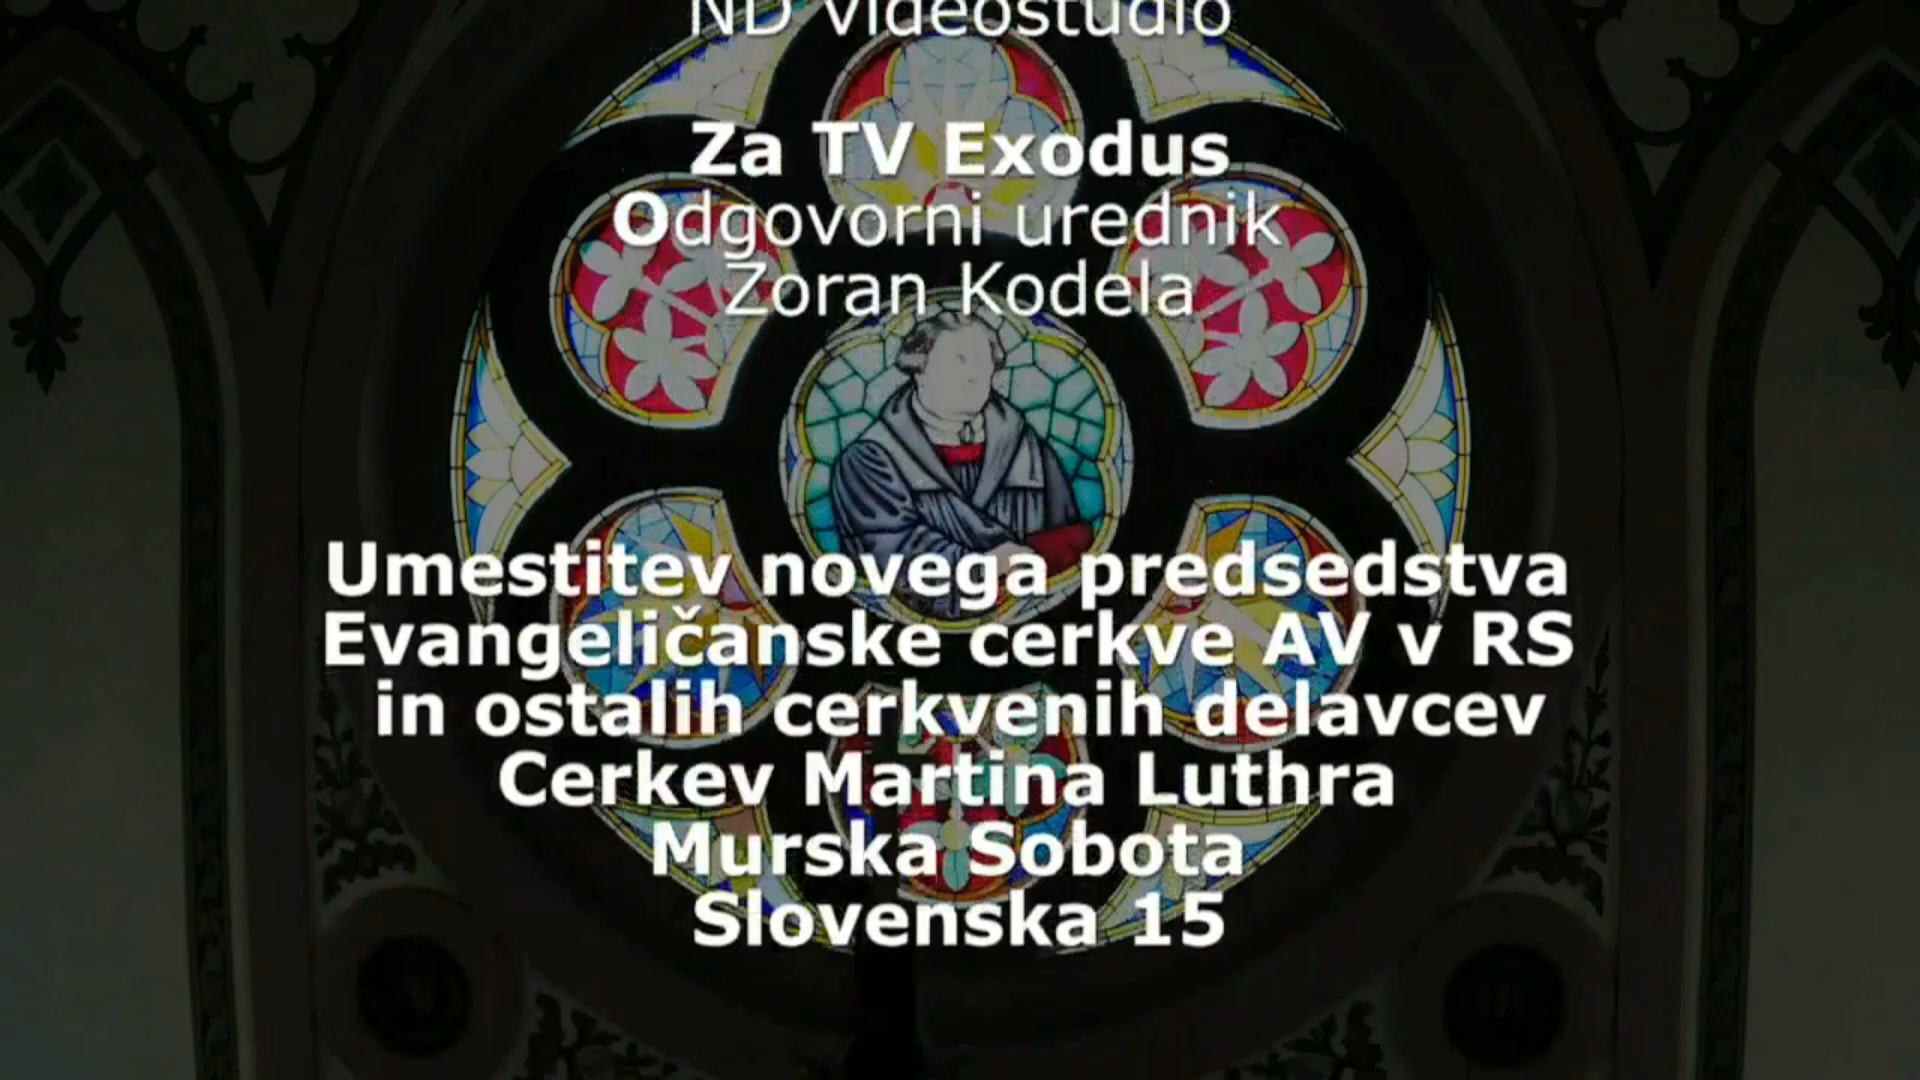 ND Videostudio
Za TV Exodus
Odgovorni urednik
Zoran Kodela
Umestitev novega predsedstva
Evangeličanske cerkve AV v RS
in ostalih cerkvenih delavcev
Cerkev Martina Luthra
Murska Sobota
Slovenska 15